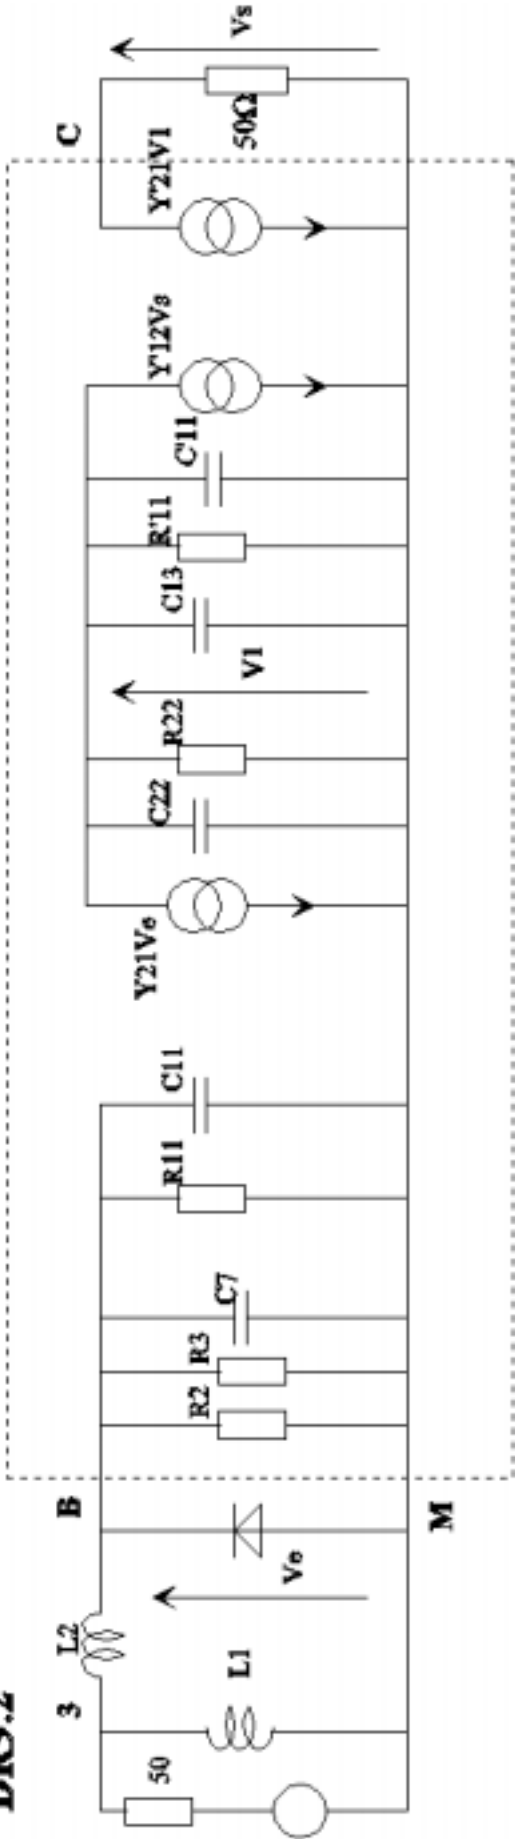 3
L2
B
C
50
L1
Ve
M
R2
R3
C7
R11
C11
Y21Ve
C22
R22
V1
C13
R'11
C'11
Y'12Vs
Y'21V1
50Ω
Vs